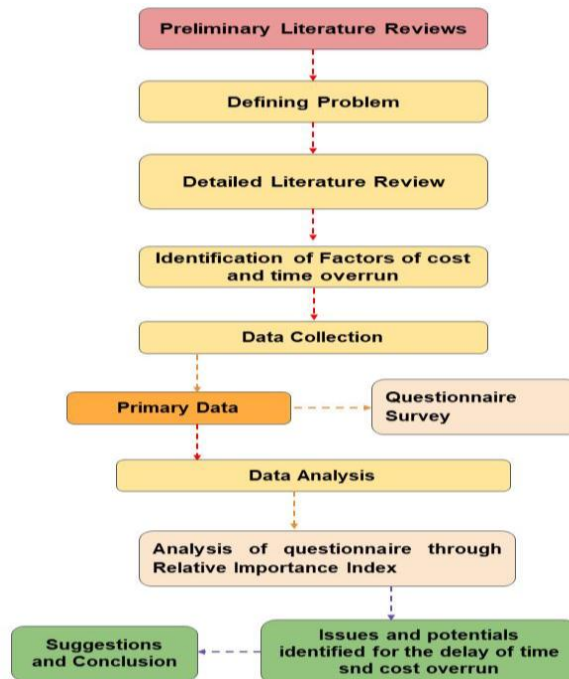 Preliminary Literature Reviews
Defining Problem
Detailed Literature Review
Identification of Factors of cost
and time overrun
Data Collection
Primary Data
Questionnaire
Survey
Data Analysis
Analysis of questionnaire through
Relative Importance Index
Issues and potentials
identified for the delay of time
snd cost overrun
Suggestions
and Conclusion